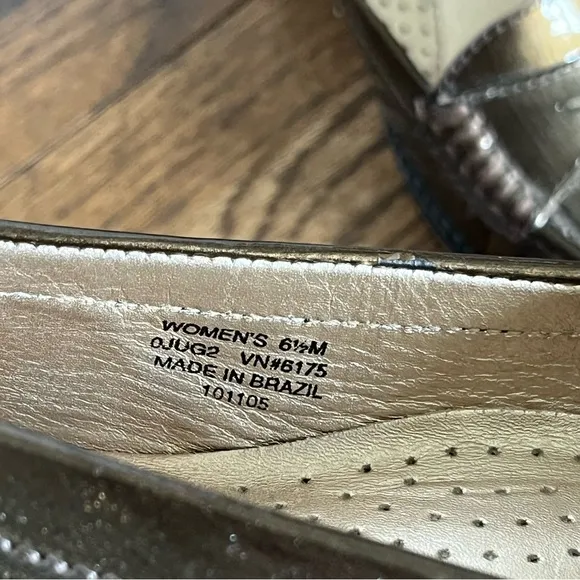 WOMEN'S 6½M
0JUG2 VN#6175
MADE IN BRAZIL
101105